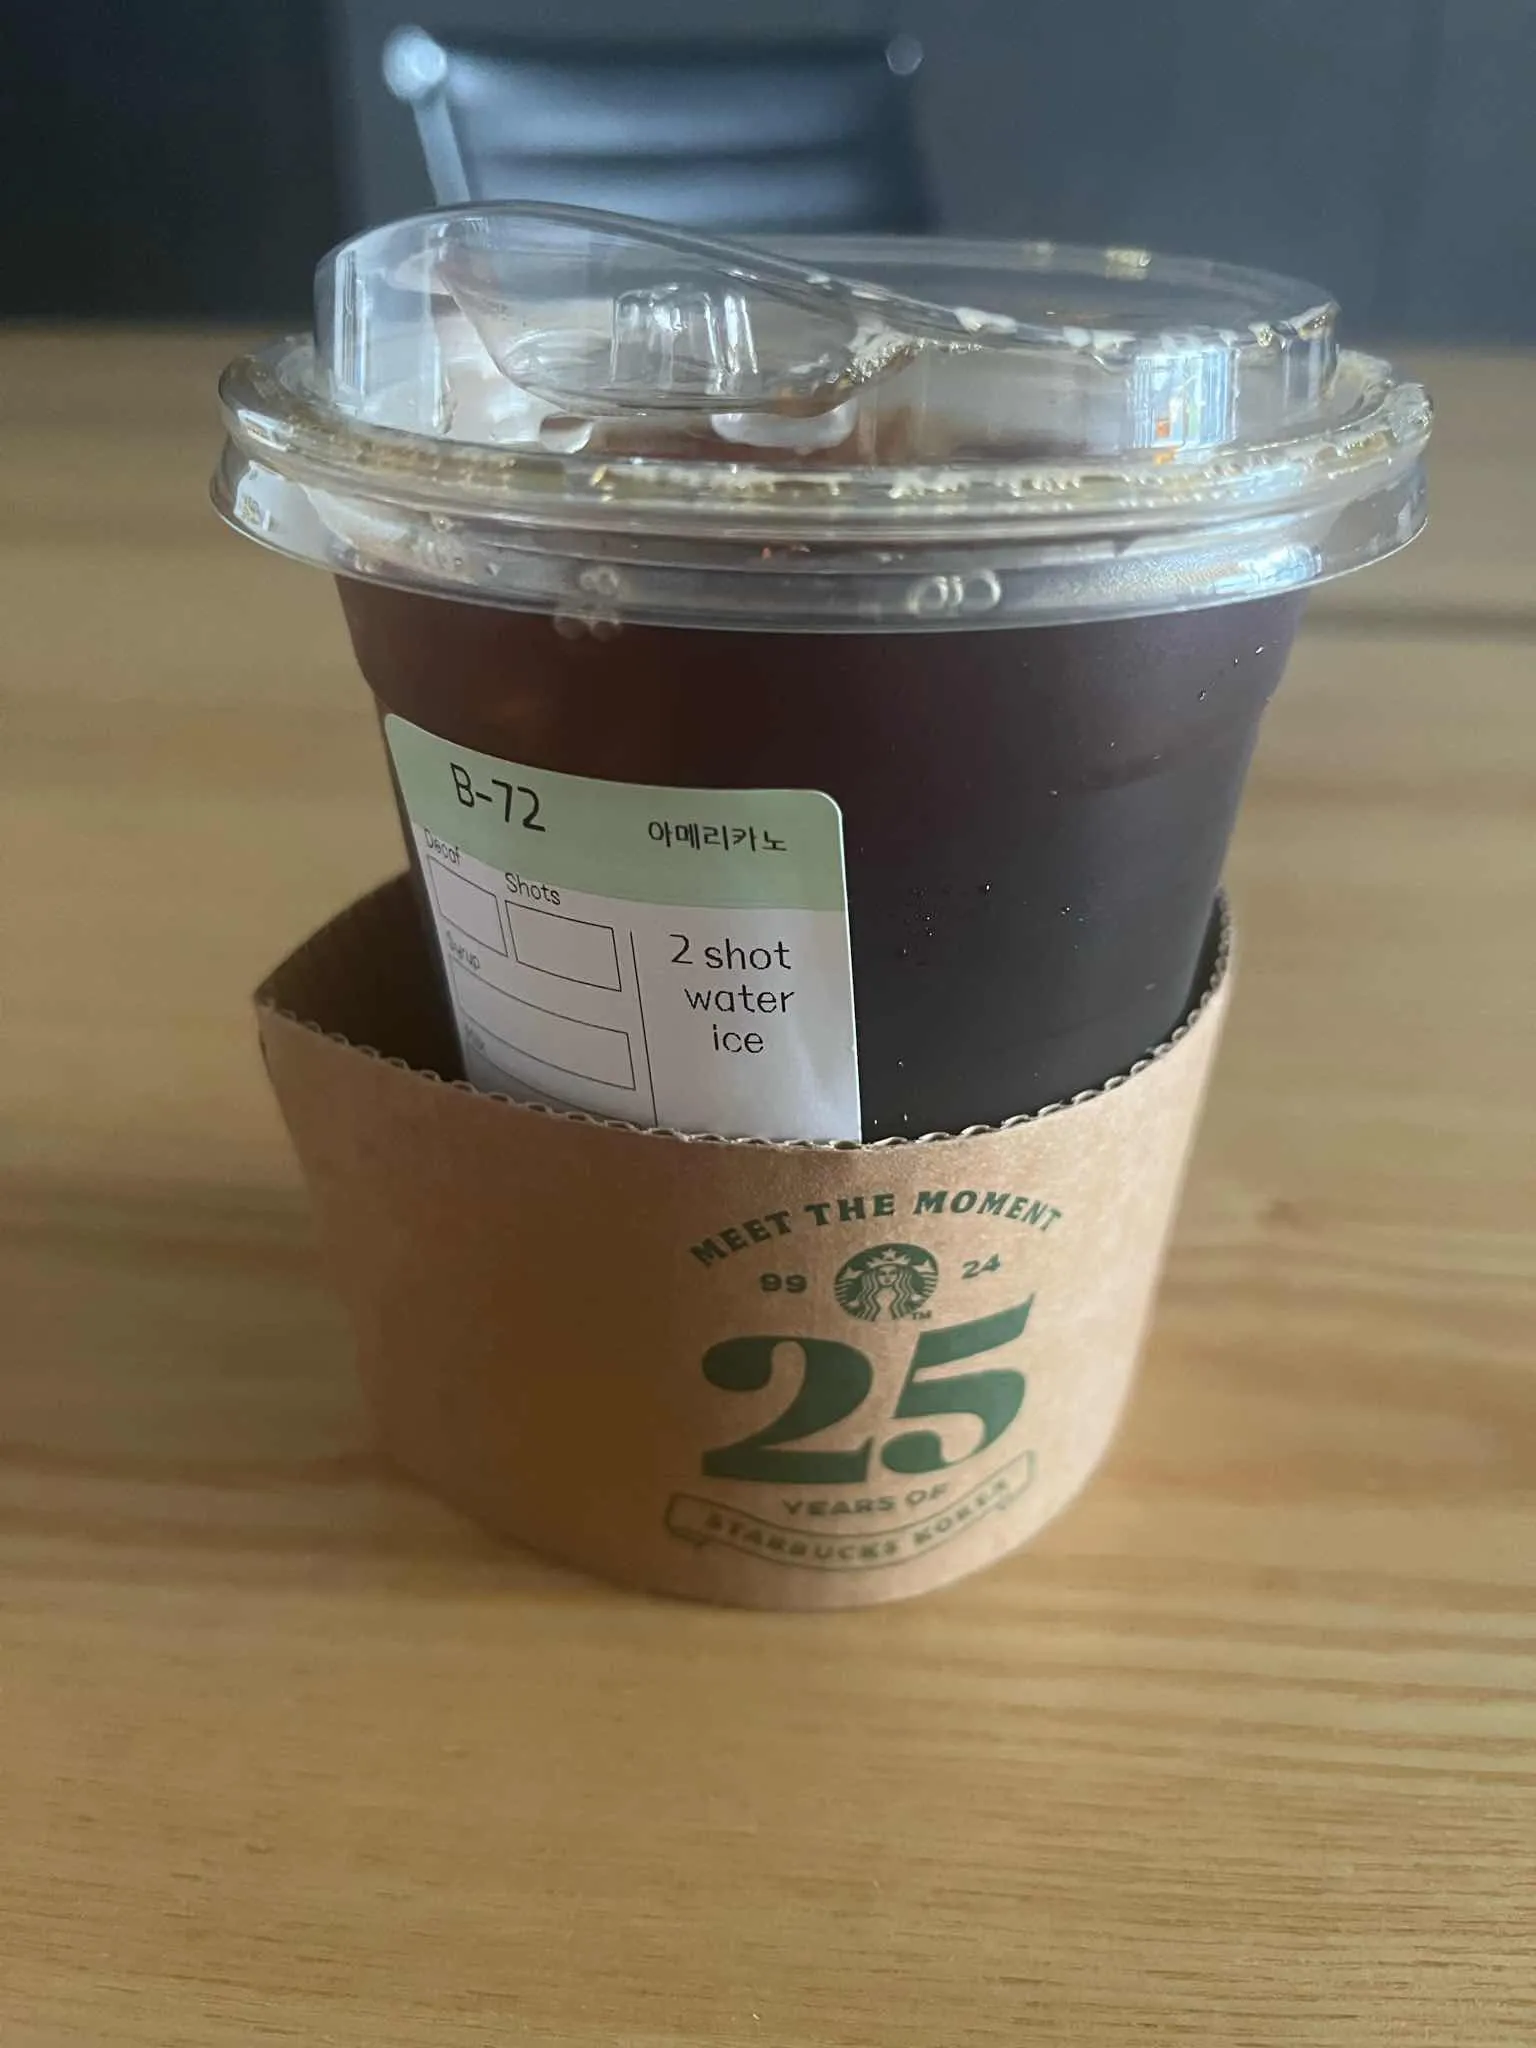 B-72
아메리카노
Decaf
Shots
Syrup
2 shot
water
ice
MEET THE MOMENT
99 24
25
YEARS OF
STARBUCKS KOREA